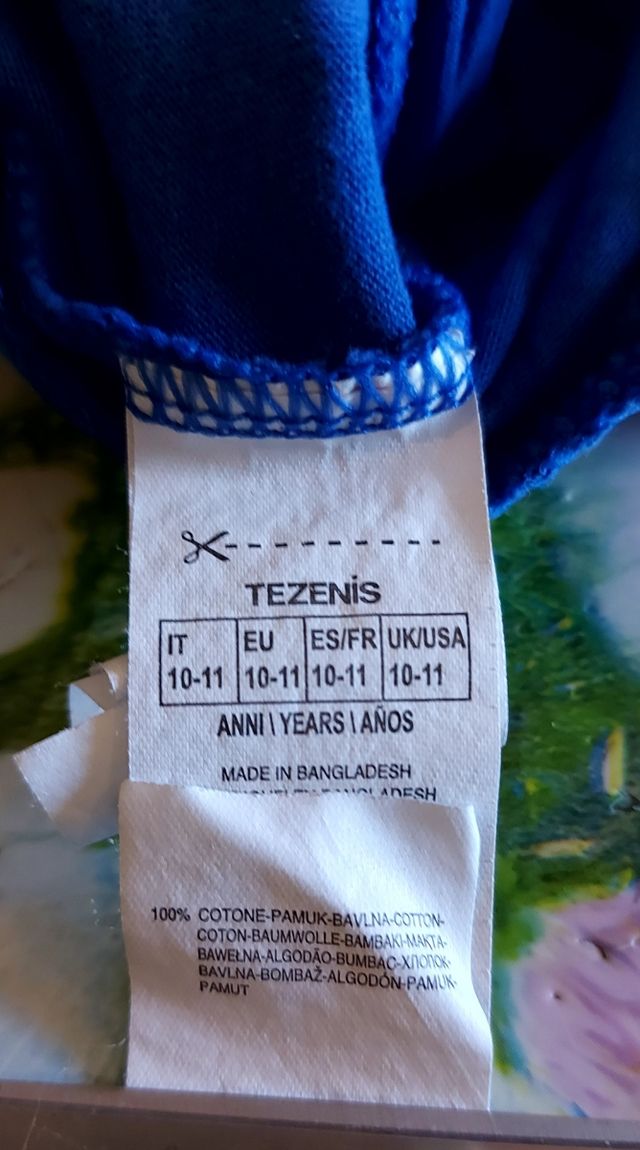 TEZENIS
IT EU ES/FR UK/USA
10-11 10-11 10-11 10-11
ANNI \ YEARS \ AÑOS
MADE IN BANGLADESH
BANGLADESH
100% COTONE-PAMUK-BAVLNA-COTTON-
COTON-BAUMWOLLE-BAMBAKI-MAKTA-
BAWEŁNA-ALGODÃO-BUMBAC-ХЛОПОК-
BAVLNA-BOMBAŽ-ALGODÓN-PAMUK-
PAMUT